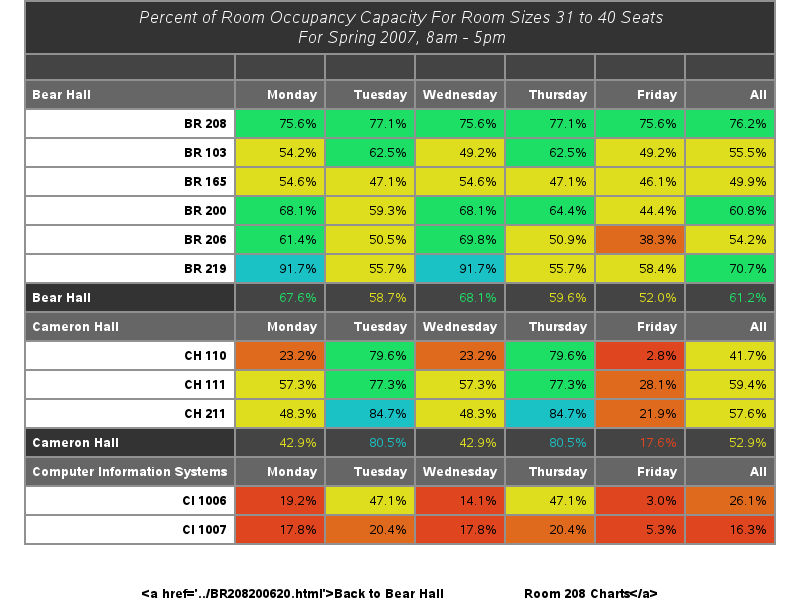 Percent of Room Occupancy Capacity For Room Sizes 31 to 40 Seats
For Spring 2007, 8am - 5pm
Bear Hall Monday Tuesday Wednesday Thursday Friday All
BR 208 75.6% 77.1% 75.6% 77.1% 75.6% 76.2%
BR 103 54.2% 62.5% 49.2% 62.5% 49.2% 55.5%
BR 165 54.6% 47.1% 54.6% 47.1% 46.1% 49.9%
BR 200 68.1% 59.3% 68.1% 64.4% 44.4% 60.8%
BR 206 61.4% 50.5% 69.8% 50.9% 38.3% 54.2%
BR 219 91.7% 55.7% 91.7% 55.7% 58.4% 70.7%
Bear Hall 67.6% 58.7% 68.1% 59.6% 52.0% 61.2%
Cameron Hall Monday Tuesday Wednesday Thursday Friday All
CH 110 23.2% 79.6% 23.2% 79.6% 2.8% 41.7%
CH 111 57.3% 77.3% 57.3% 77.3% 28.1% 59.4%
CH 211 48.3% 84.7% 48.3% 84.7% 21.9% 57.6%
Cameron Hall 42.9% 80.5% 42.9% 80.5% 17.6% 52.9%
Computer Information Systems Monday Tuesday Wednesday Thursday Friday All
CI 1006 19.2% 47.1% 14.1% 47.1% 3.0% 26.1%
CI 1007 17.8% 20.4% 17.8% 20.4% 5.3% 16.3%
<a href='../BR208200620.html'>Back to Bear Hall Room 208 Charts</a>